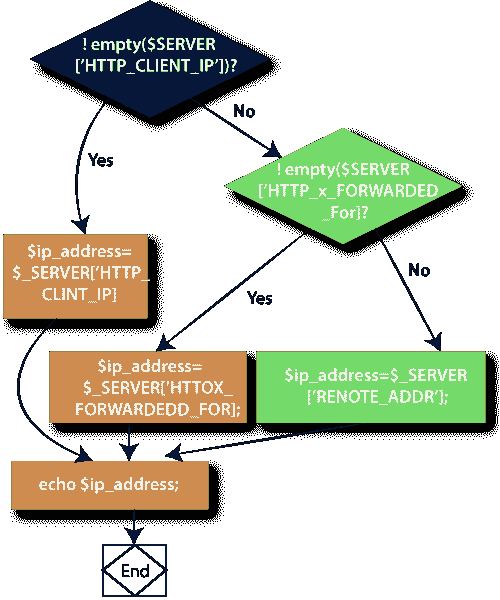 ! empty($SERVER
['HTTP_CLIENT_IP'])?
No
Yes
! empty($SERVER
['HTTP_x_FORWARDED
_For]?
$ip_address=
$_SERVER['HTTP_
CLINT_IP]
No
Yes
$ip_address=
$_SERVER['HTTOX_
FORWARDEDD_FOR];
$ip_address=$_SERVER
['RENOTE_ADDR'];
echo $ip_address;
End